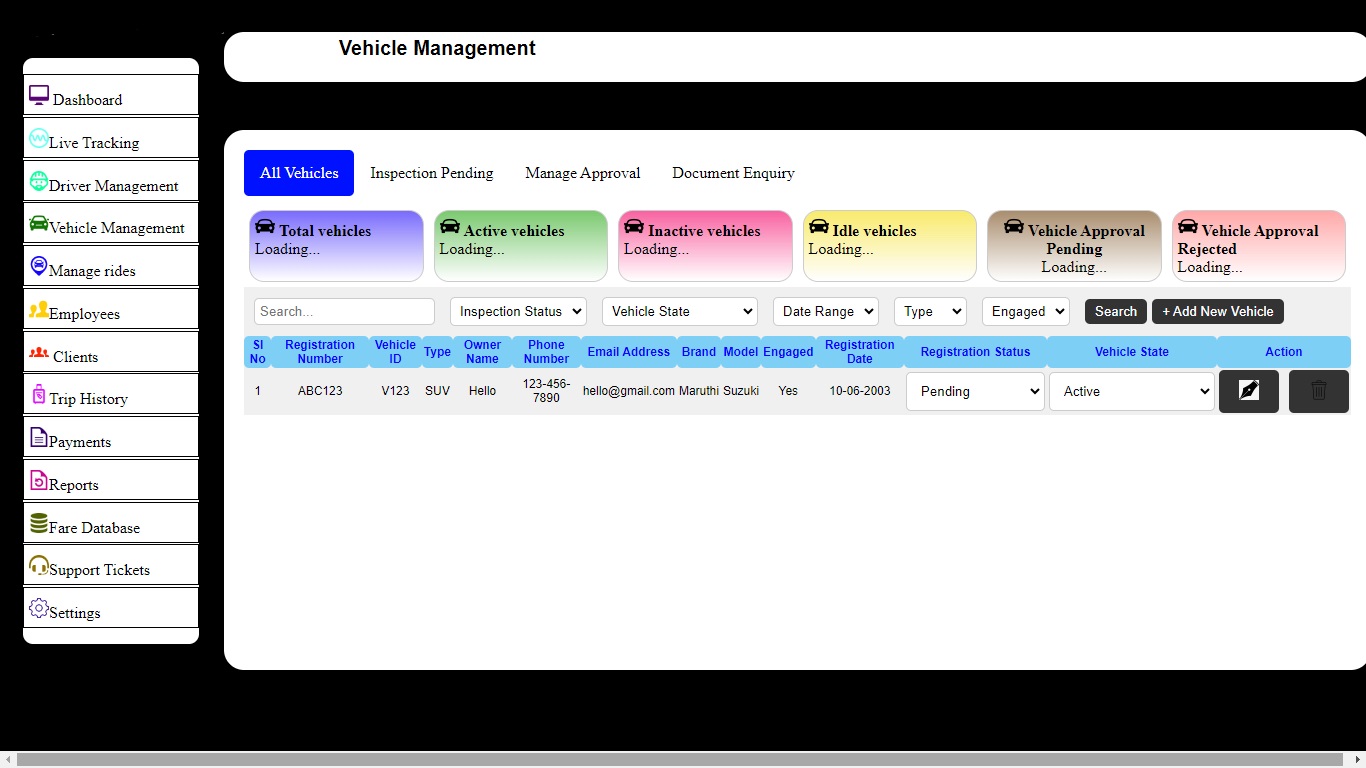 Vehicle Management
Dashboard
Live Tracking
Driver Management
Vehicle Management
Manage rides
Employees
Clients
Trip History
Payments
Reports
Fare Database
Support Tickets
Settings
All Vehicles Inspection Pending Manage Approval Document Enquiry
Total vehicles
Loading...
Active vehicles
Loading...
Inactive vehicles
Loading...
Idle vehicles
Loading...
Vehicle Approval
Pending
Loading...
Vehicle Approval
Rejected
Loading...
Search... Inspection Status Vehicle State Date Range Type Engaged Search + Add New Vehicle
Sl No Registration Number Vehicle ID Type Owner Name Phone Number Email Address Brand Model Engaged Registration Date Registration Status Vehicle State Action
1 ABC123 V123 SUV Hello 123-456-7890 hello@gmail.com Maruthi Suzuki Yes 10-06-2003 Pending Active